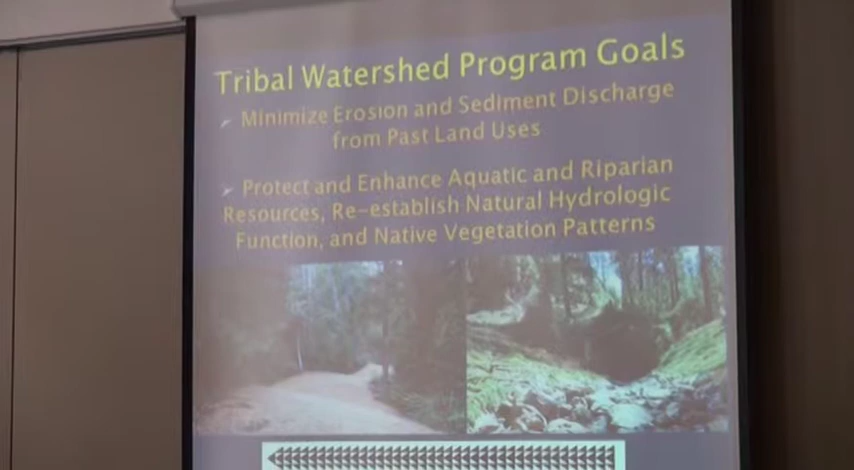 Tribal Watershed Program Goals
Minimize Erosion and Sediment Discharge
from Past Land Uses
Protect and Enhance Aquatic and Riparian
Resources, Re-establish Natural Hydrologic
Function, and Native Vegetation Patterns